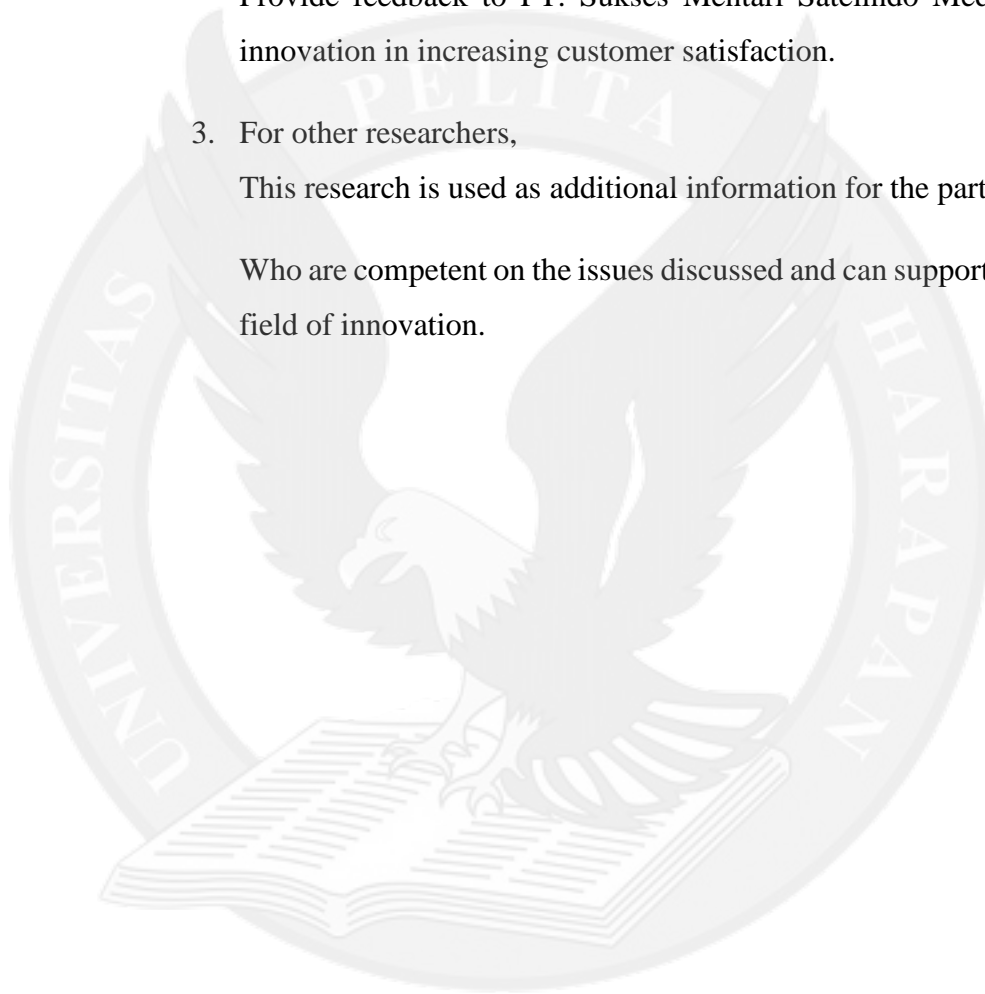 Provide feedback to PT. Sukses Mentari Satelindo
innovation in increasing customer satisfaction.
3. For other researchers,
This research is used as additional information for the
Who are competent on the issues discussed and can support
field of innovation.
UNIVERSITAS PELITA HARAPAN